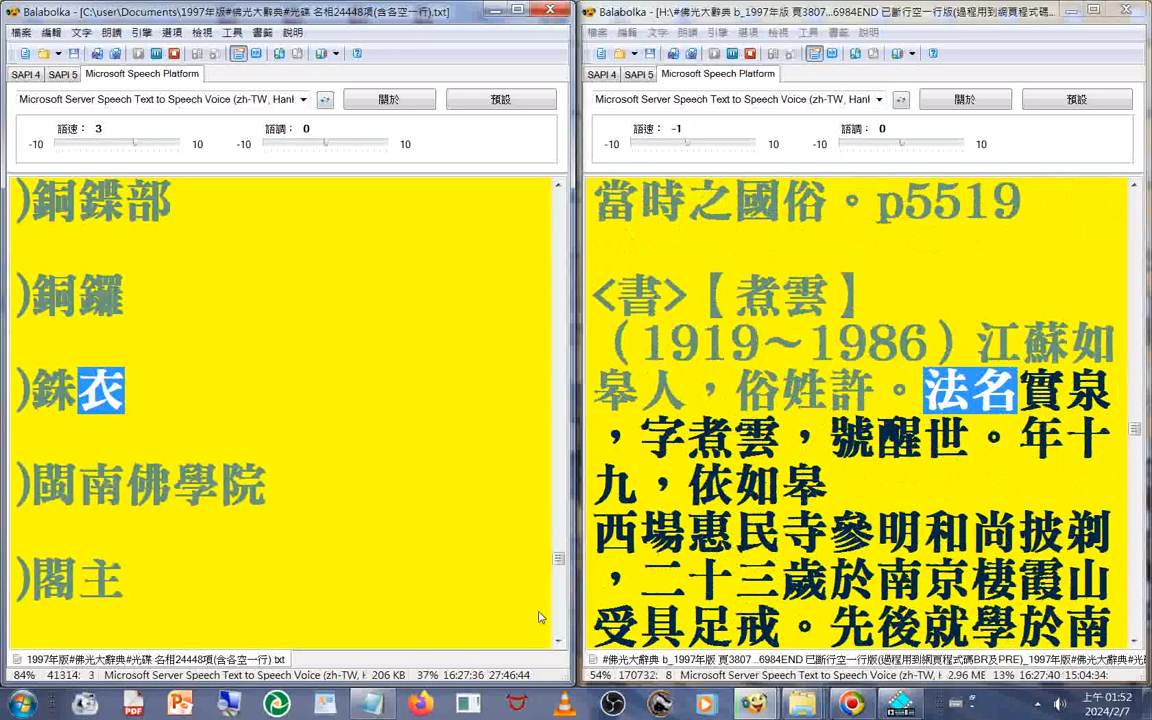 Balabolka - [C:\user\Documents\1997年版#佛光大辭典#光碟 名相24448項(含各空一行).txt]
檔案 編輯 文字 朗讀 引擎 選項 檢視 工具 書籤 說明
SAPI 4 SAPI 5 Microsoft Speech Platform
Microsoft Server Speech Text to Speech Voice (zh-TW, Hanl
關於 預設
語速： 3 語調： 0
-10 10 -10 10
)銅鍱部
)銅鑼
)銖衣
)閩南佛學院
)閣主
1997年版#佛光大辭典#光碟 名相24448項(含各空一行).txt
84% 41314: 3 Microsoft Server Speech Text to Speech Voice (zh-TW, H 206 KB 37% 16:27:36 27:46:44
Balabolka - [H:\#佛光大辭典 b_1997年版 頁3807...6984END 已斷行空一行版(過程用到網頁程式碼...
檔案 編輯 文字 朗讀 引擎 選項 檢視 工具 書籤 說明
SAPI 4 SAPI 5 Microsoft Speech Platform
Microsoft Server Speech Text to Speech Voice (zh-TW, Hanl
關於 預設
語速： -1 語調： 0
-10 10 -10 10
當時之國俗。p5519
<書>【煮雲】
（1919～1986）江蘇如
皋人，俗姓許。法名實泉
，字煮雲，號醒世。年十
九，依如皋
西場惠民寺參明和尚披剃
，二十三歲於南京棲霞山
受具足戒。先後就學於南
#佛光大辭典 b_1997年版 頁3807...6984END 已斷行空一行版(過程用到網頁程式碼BR及PRE)_1997年版#光
54% 170732: 8 Microsoft Server Speech Text to Speech Voice (zh-TW, H 2.96 ME 13% 16:27:40 15:04:34:
上午 01:52
2024/2/7